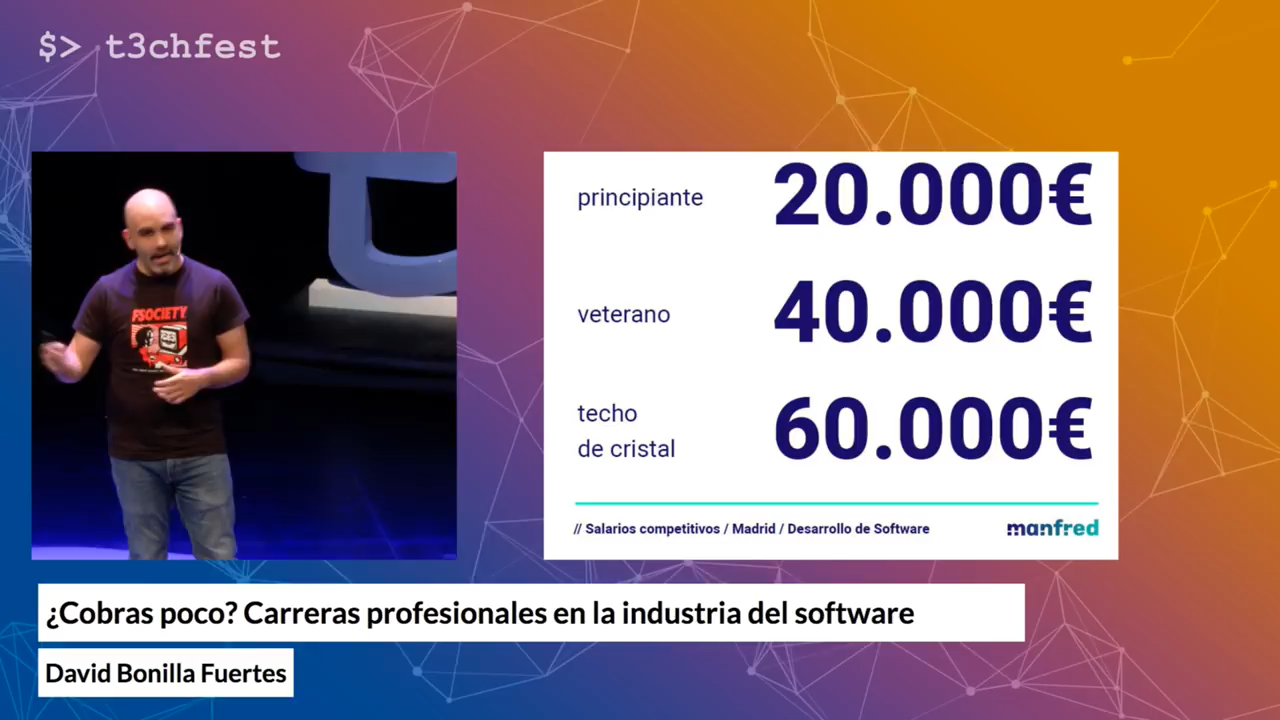 $> t3chfest
FSOCIETY
principiante 20.000€
veterano 40.000€
techo
de cristal 60.000€
// Salarios competitivos / Madrid / Desarrollo de Software manfred
¿Cobras poco? Carreras profesionales en la industria del software
David Bonilla Fuertes